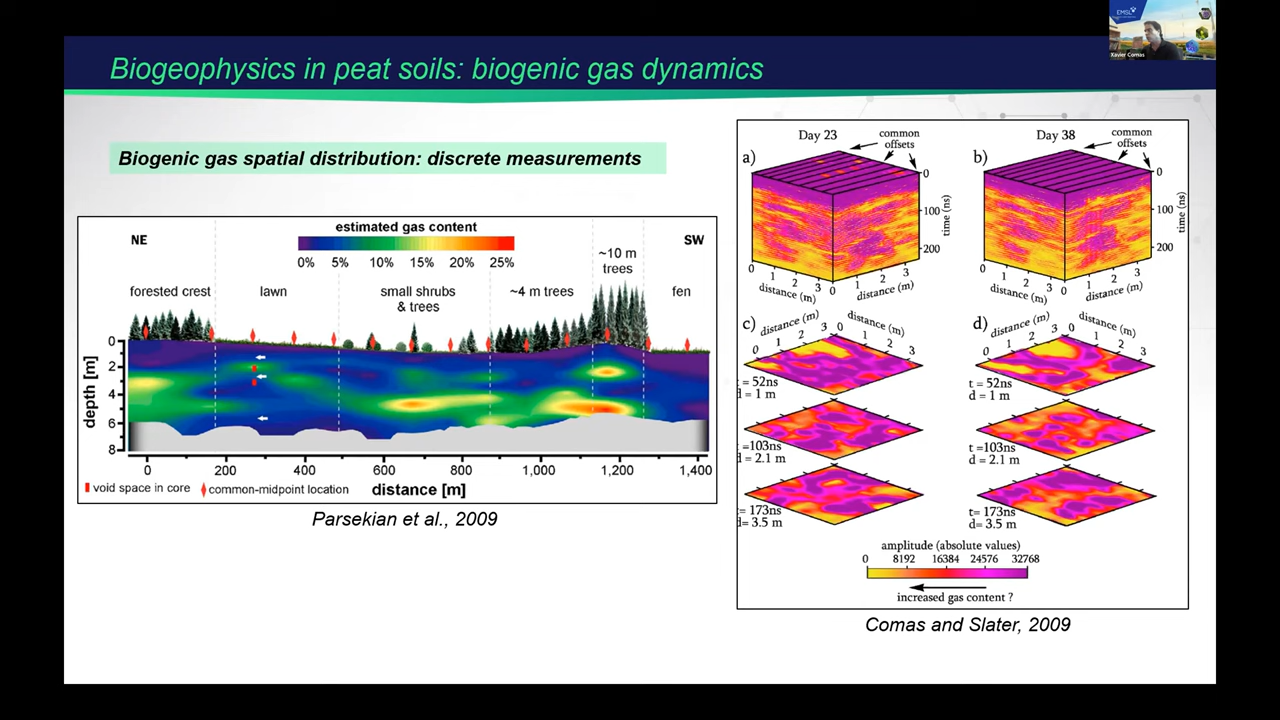 EMSL
Xavier Comas
Biogeophysics in peat soils: biogenic gas dynamics
Biogenic gas spatial distribution: discrete measurements
NE
estimated gas content
SW
0% 5% 10% 15% 20% 25%
~10 m
trees
forested crest
lawn
small shrubs
& trees
~4 m trees
fen
depth [m]
0
2
4
6
8
0 200 400 600 800 1,000 1,200 1,400
void space in core
common-midpoint location
distance [m]
Parsekian et al., 2009
Day 23
common
offsets
a)
0
100
200
time (ns)
0 1 2 3
distance (m)
0 1 2 3
distance (m)
Day 38
common
offsets
b)
0
100
200
time (ns)
0 1 2 3
distance (m)
0 1 2 3
distance (m)
c)
distance (m)
0 1 2 3
distance (m)
0 1 2 3
t = 52ns
d = 1 m
t =103ns
d = 2.1 m
t = 173ns
d= 3.5 m
d)
distance (m)
0 1 2 3
distance (m)
0 1 2 3
t = 52ns
d = 1 m
t=103ns
d = 2.1 m
t= 173ns
d= 3.5 m
amplitude (absolute values)
0 8192 16384 24576 32768
increased gas content ?
Comas and Slater, 2009